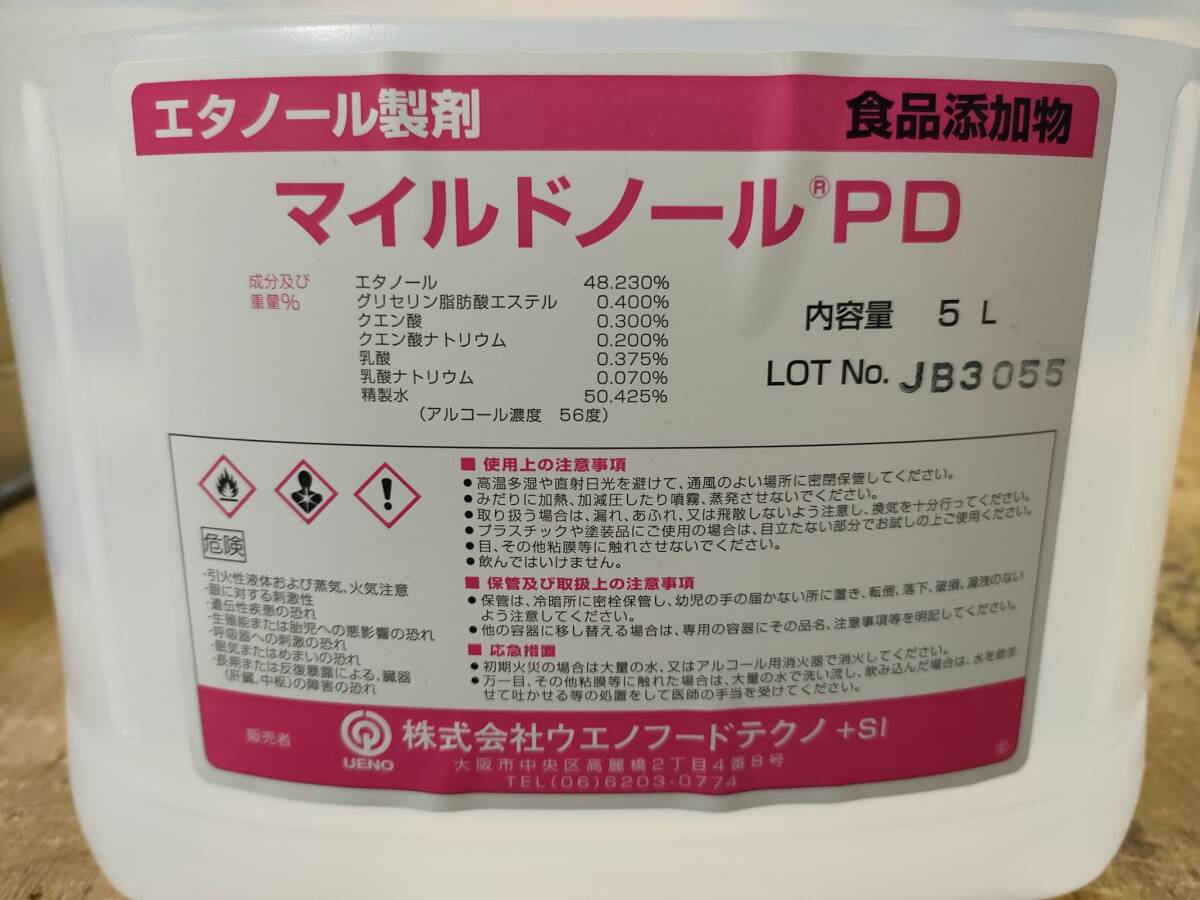 エタノール製剤 食品添加物
マイルドノール®PD
成分及び
重量%
エタノール 48.230%
グリセリン脂肪酸エステル 0.400%
クエン酸 0.300%
クエン酸ナトリウム 0.200%
乳酸 0.375%
乳酸ナトリウム 0.070%
精製水 50.425%
(アルコール濃度 56度)
内容量 5 L
LOT No. JB3055
危険
・引火性液体および蒸気、火気注意
・眼に対する刺激性
・遺伝性疾患の恐れ
・生殖能または胎児への悪影響の恐れ
・呼吸器への刺激の恐れ
・眠気またはめまいの恐れ
・長期または反復暴露による、臓器
(肝臓、中枢)の障害の恐れ
■ 使用上の注意事項
●高温多湿や直射日光を避けて、通風のよい場所に密閉保管してください。
●みだりに加熱、加減圧したり噴霧、蒸発させないでください。
●取り扱う場合は、漏れ、あふれ、又は飛散しないよう注意し、換気を十分行ってください。
●プラスチックや塗装品にご使用の場合は、目立たない部分でお試しの上ご使用ください。
●目、その他粘膜等に触れさせないでください。
●飲んではいけません。
■ 保管及び取扱上の注意事項
●保管は、冷暗所に密栓保管し、幼児の手の届かない所に置き、転倒、落下、破損、漏洩のない
よう注意してください。
●他の容器に移し替える場合は、専用の容器にその品名、注意事項等を明記してください。
■ 応急措置
●初期火災の場合は大量の水、又はアルコール用消火器で消火してください。
●万一目、その他粘膜等に触れた場合は、大量の水で洗い流し、飲み込んだ場合は、水を飲ま
せて吐かせる等の処置をして医師の手当を受けてください。
販売者 UENO 株式会社ウエノフードテクノ +SI
大阪市中央区高麗橋2丁目4番8号
TEL(06)6203-0774